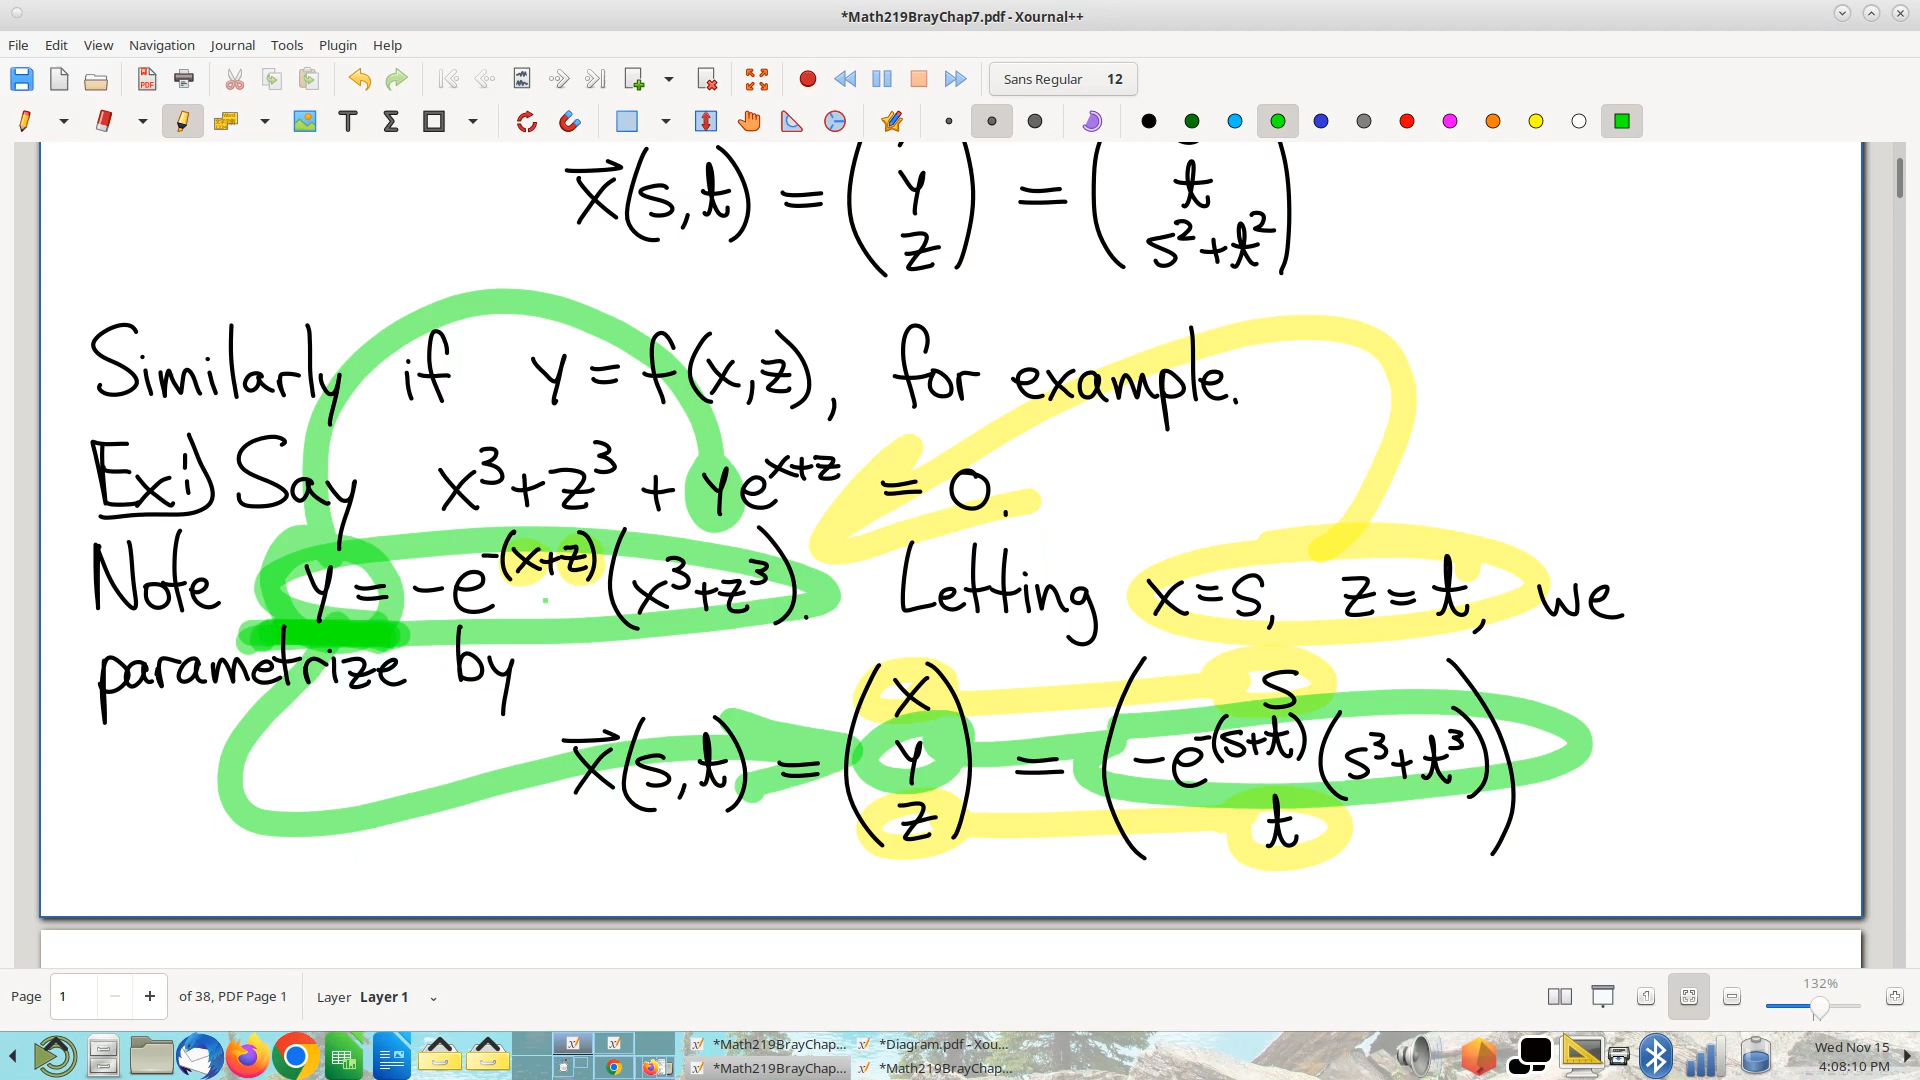 *Math219BrayChap7.pdf - Xournal++
File Edit View Navigation Journal Tools Plugin Help
Sans Regular 12
x⃗(s,t) = (y z) = (t s²+t²)
Similarly if y = f(x,z), for example.
Ex:) Say x³+z³ + ye^(x+z) = 0.
Note y = -e^-(x+z) (x³+z³). Letting x=s, z=t, we
parametrize by
x⃗(s,t) = (x y z) = (s -e^-(s+t)(s³+t³) t)
Page 1 of 38, PDF Page 1 Layer Layer 1 132%
*Math219BrayChap... *Diagram.pdf - Xou... Wed Nov 15
*Math219BrayChap... *Math219BrayChap... 4:08:10 PM